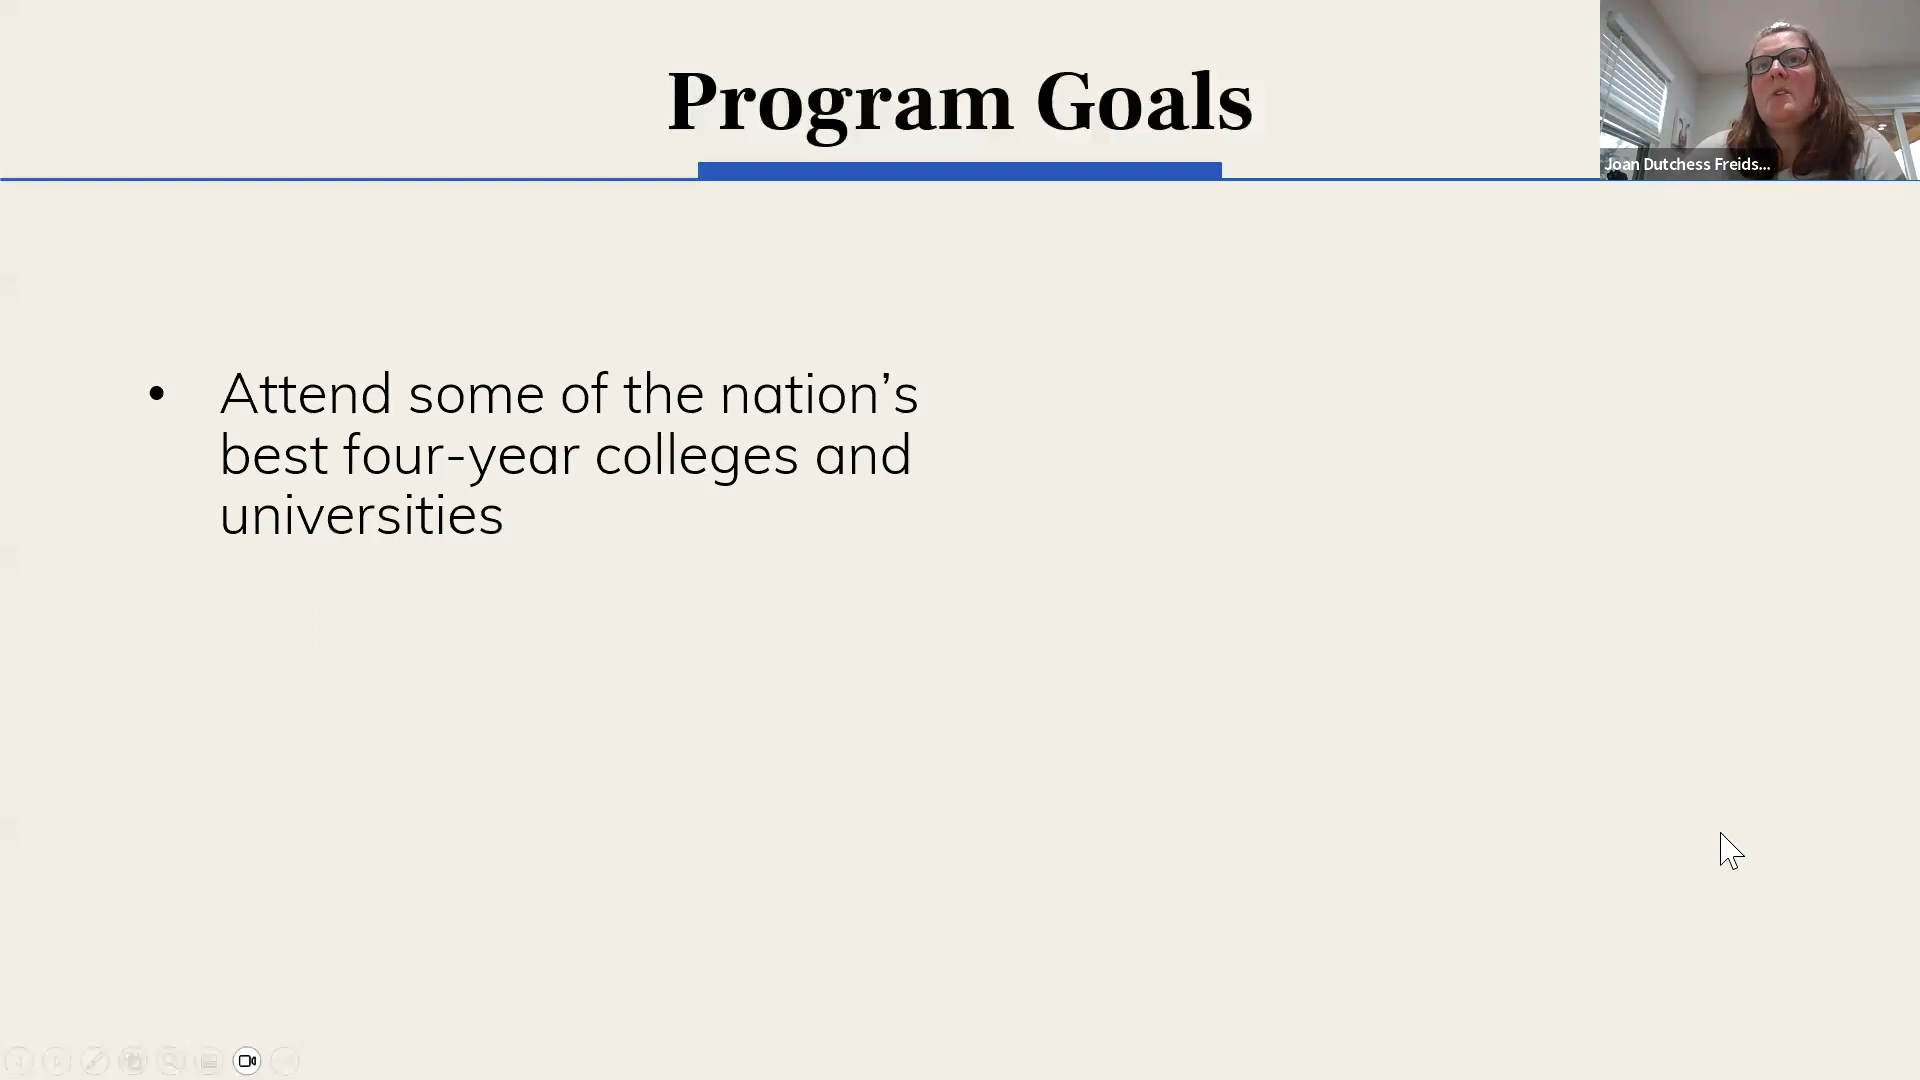 Program Goals
Joan Dutchess Freids...
• Attend some of the nation’s
best four-year colleges and
universities